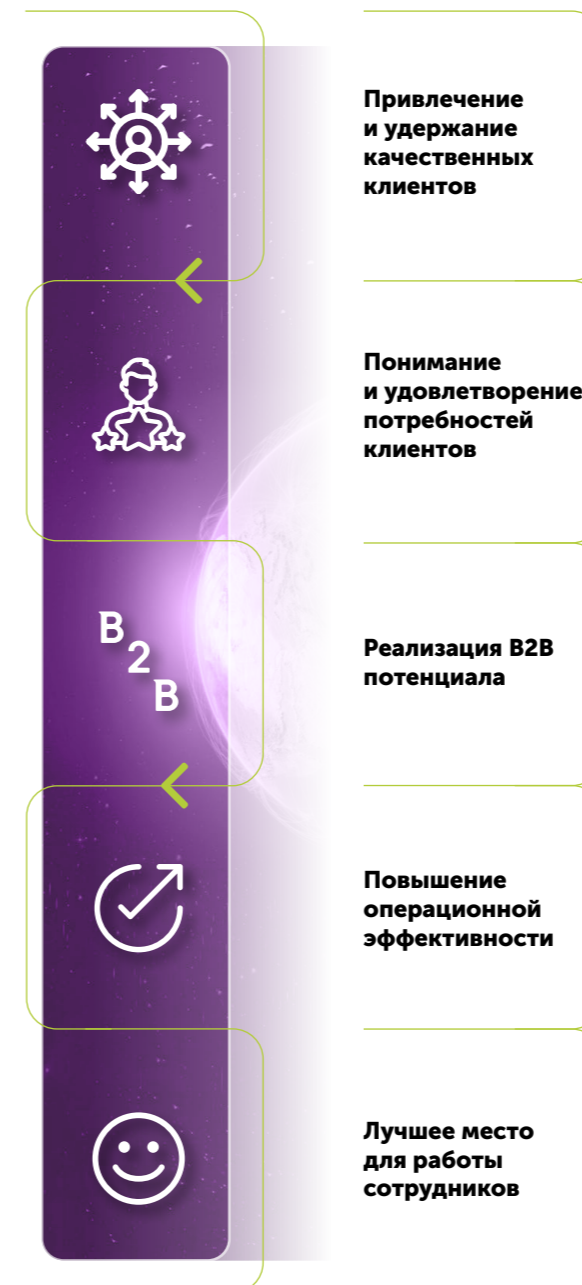 Привлечение
и удержание
качественных
клиентов
Понимание
и удовлетворение
потребностей
клиентов
B
2
B
Реализация B2B
потенциала
Повышение
операционной
эффективности
Лучшее место
для работы
сотрудников